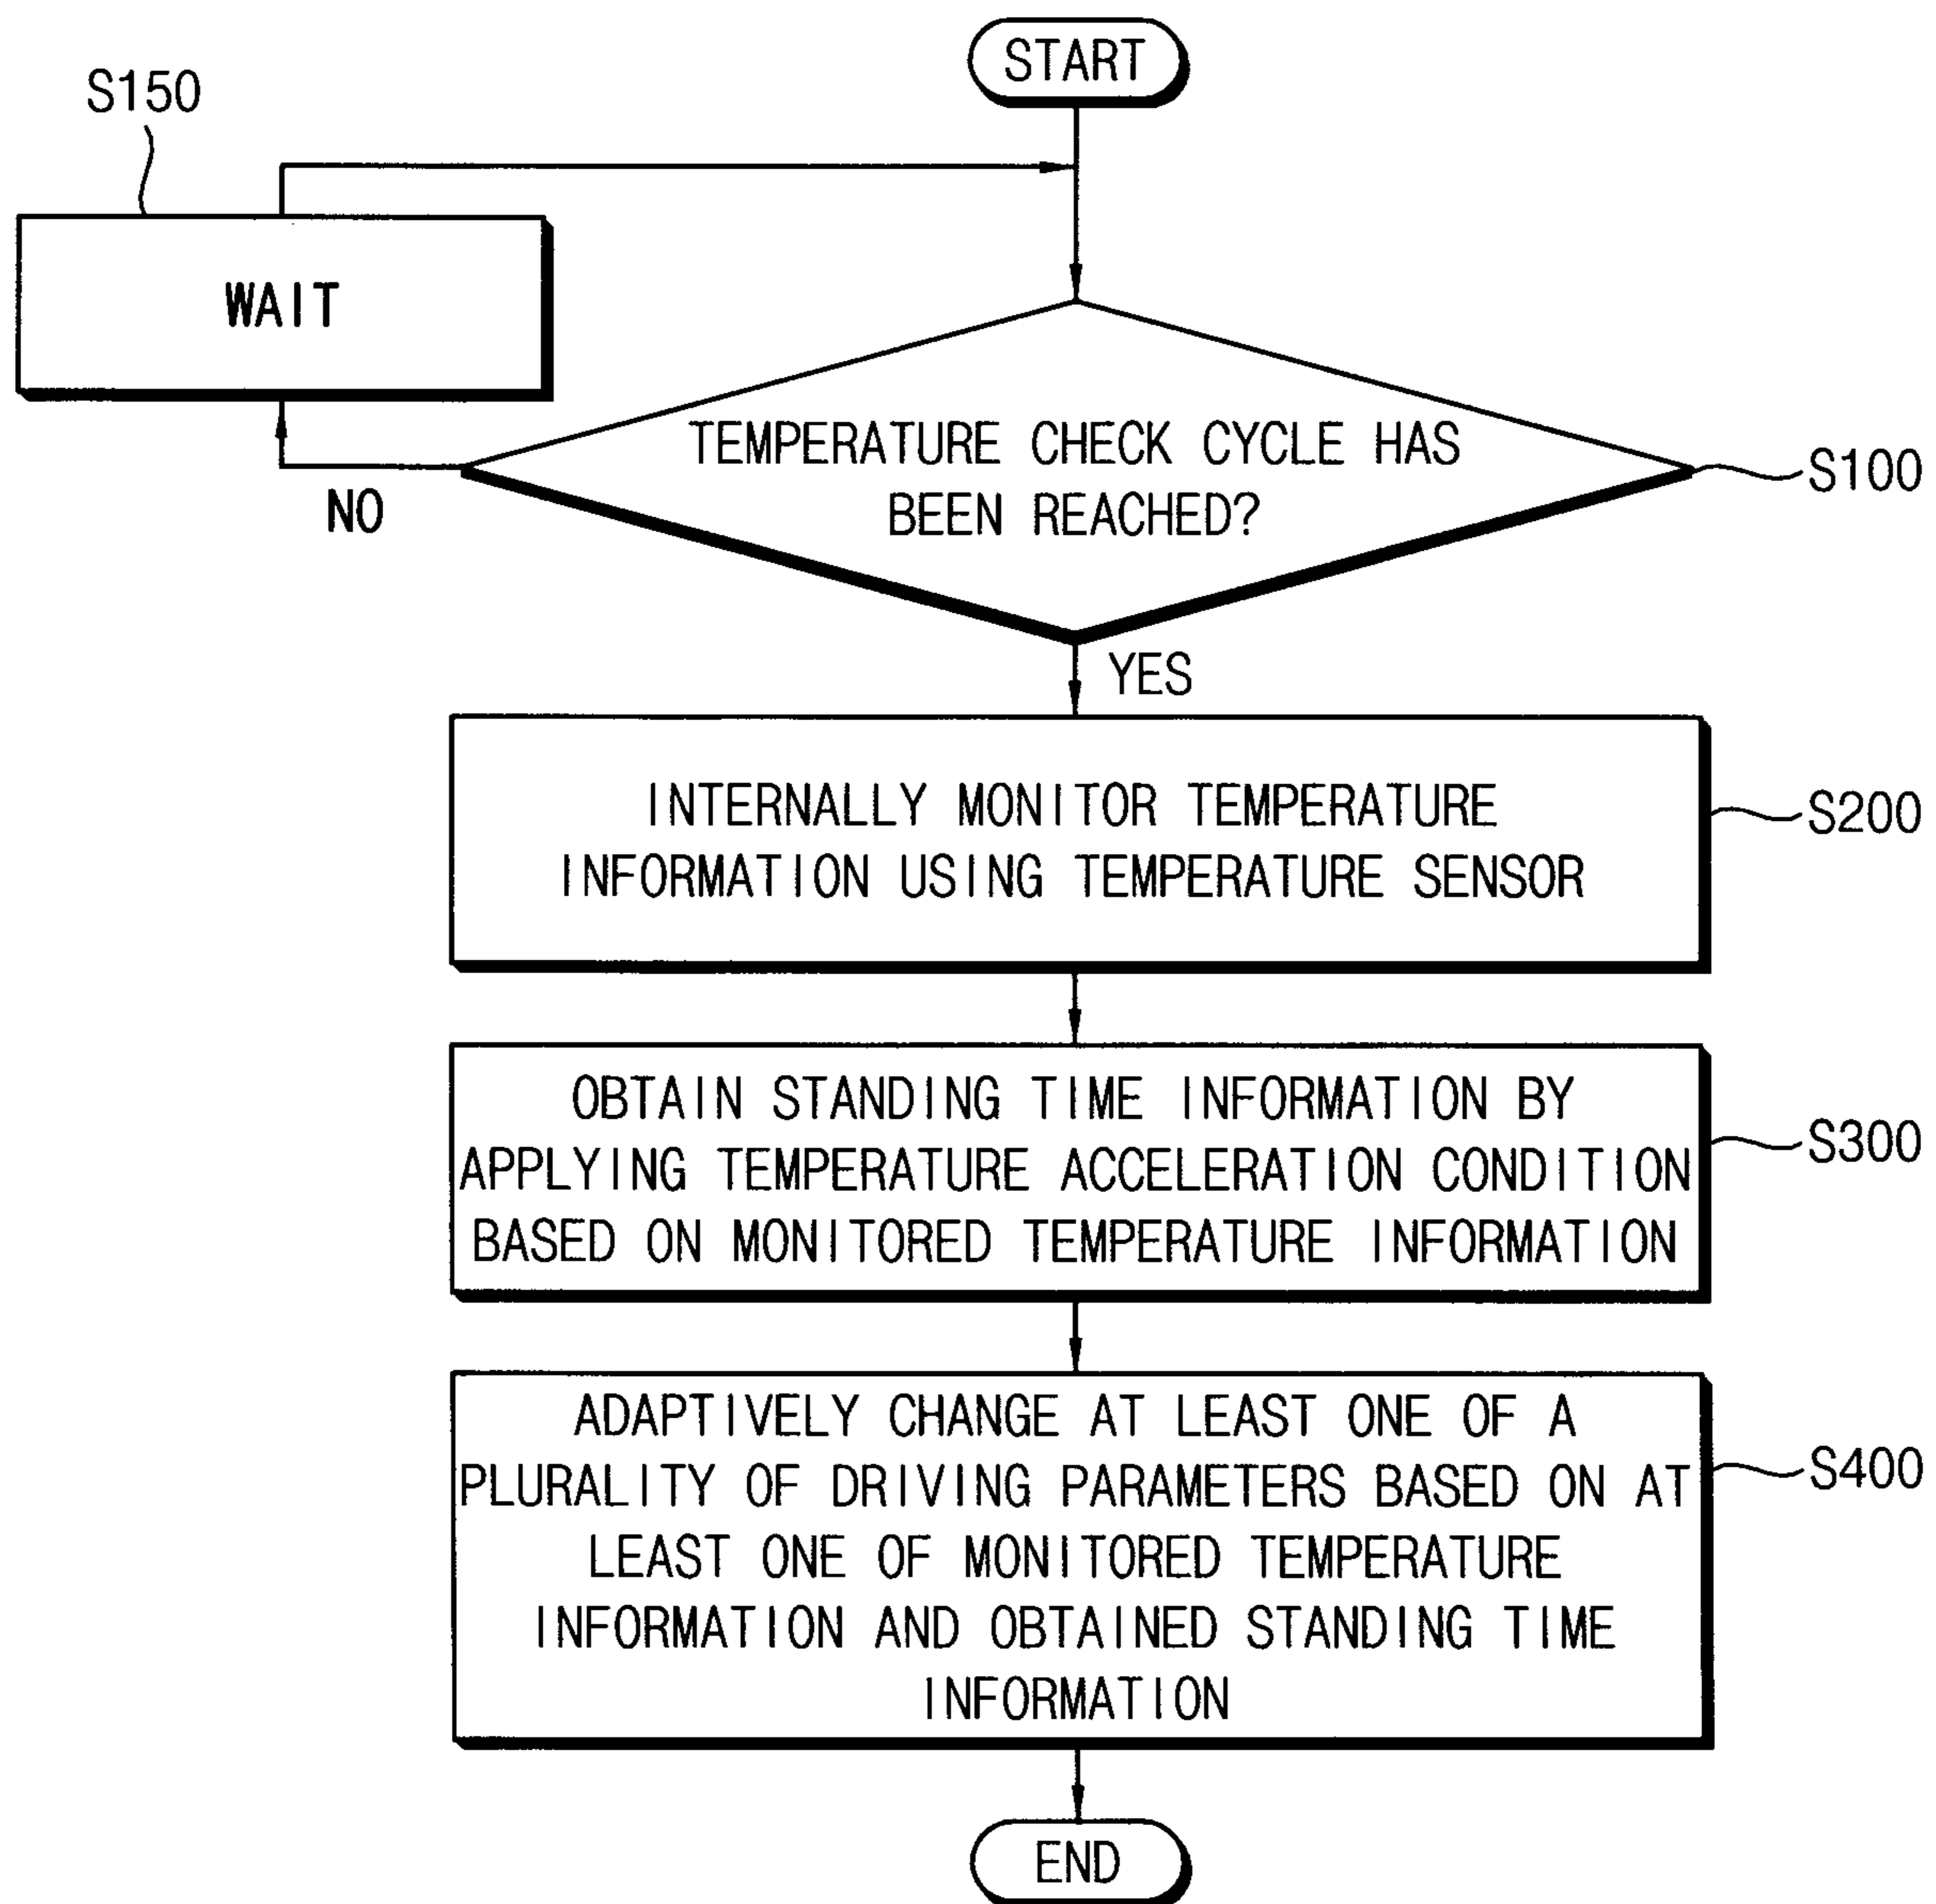 START
S150
WAIT
TEMPERATURE CHECK CYCLE HAS
BEEN REACHED?
S100
NO
YES
INTERNALLY MONITOR TEMPERATURE
INFORMATION USING TEMPERATURE SENSOR
S200
OBTAIN STANDING TIME INFORMATION BY
APPLYING TEMPERATURE ACCELERATION CONDITION
BASED ON MONITORED TEMPERATURE INFORMATION
S300
ADAPTIVELY CHANGE AT LEAST ONE OF A
PLURALITY OF DRIVING PARAMETERS BASED ON AT
LEAST ONE OF MONITORED TEMPERATURE
INFORMATION AND OBTAINED STANDING TIME
INFORMATION
S400
END